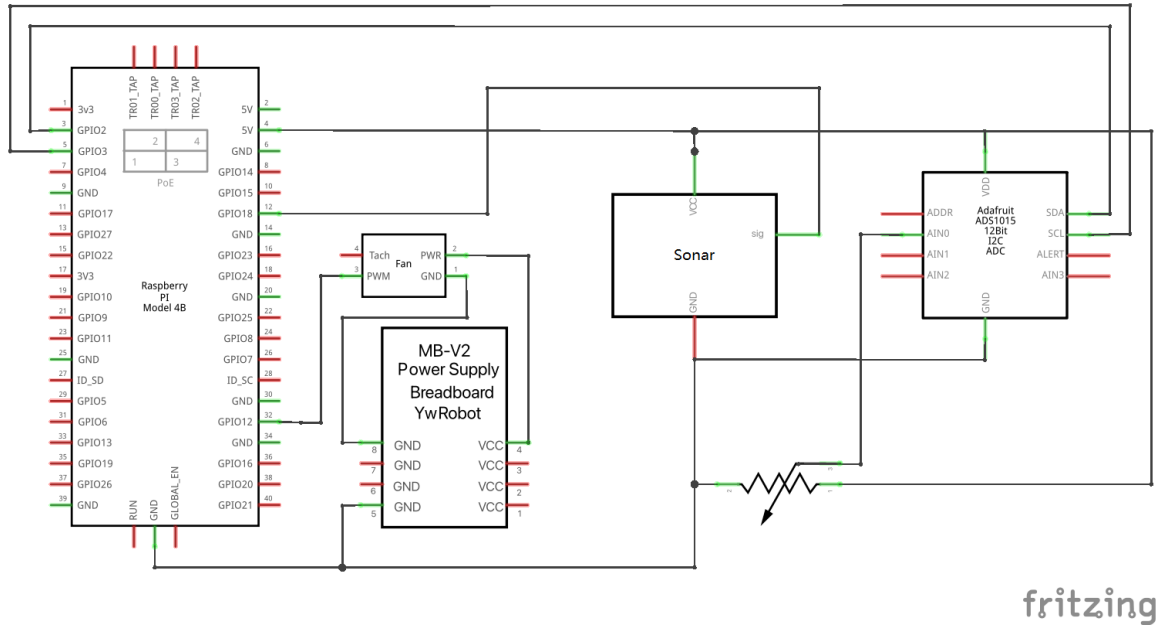 TR01_TAP
TR00_TAP
TR03_TAP
TR02_TAP
1 3v3
3 GPIO2
5 GPIO3
7 GPIO4
9 GND
11 GPIO17
13 GPIO27
15 GPIO22
17 3V3
19 GPIO10
21 GPIO9
23 GPIO11
25 GND
27 ID_SD
29 GPIO5
31 GPIO6
33 GPIO13
35 GPIO19
37 GPIO26
39 GND
2 4
1 3
PoE
Raspberry
PI
Model 4B
5V 2
5V 4
GND 6
GPIO14 8
GPIO15 10
GPIO18 12
GND 14
GPIO23 16
GPIO24 18
GND 20
GPIO25 22
GPIO8 24
GPIO7 26
ID_SC 28
GND 30
GPIO12 32
GND 34
GPIO16 36
GPIO20 38
GPIO21 40
RUN
GND
GLOBAL_EN
4 Tach
3 PWM
Fan
PWR 2
GND 1
MB-V2
Power Supply
Breadboard
YwRobot
8 GND
7 GND
6 GND
5 GND
VCC 4
VCC 3
VCC 2
VCC 1
VCC
Sonar
sig
GND
VDD
Adafruit
ADS1015
12Bit
I2C
ADC
ADDR
AIN0
AIN1
AIN2
SDA
SCL
ALERT
AIN3
GND
2
3
1
fritzing